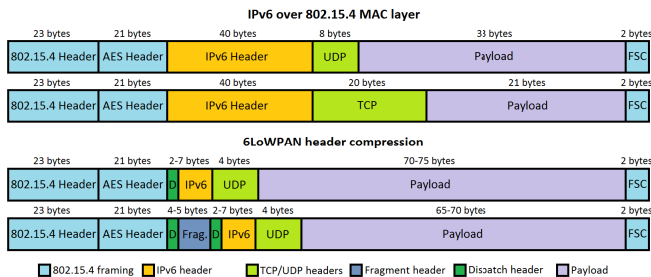 IPv6 over 802.15.4 MAC layer
23 bytes 21 bytes 40 bytes 8 bytes 33 bytes 2 bytes
802.15.4 Header AES Header IPv6 Header UDP Payload FSC
23 bytes 21 bytes 40 bytes 20 bytes 21 bytes 2 bytes
802.15.4 Header AES Header IPv6 Header TCP Payload FSC
6LoWPAN header compression
23 bytes 21 bytes 2-7 bytes 4 bytes 70-75 bytes 2 bytes
802.15.4 Header AES Header D IPv6 UDP Payload FSC
23 bytes 21 bytes 4-5 bytes 2-7 bytes 4 bytes 65-70 bytes 2 bytes
802.15.4 Header AES Header D Frag. D IPv6 UDP Payload FSC
802.15.4 framing IPv6 header TCP/UDP headers Fragment header Dispatch header Payload